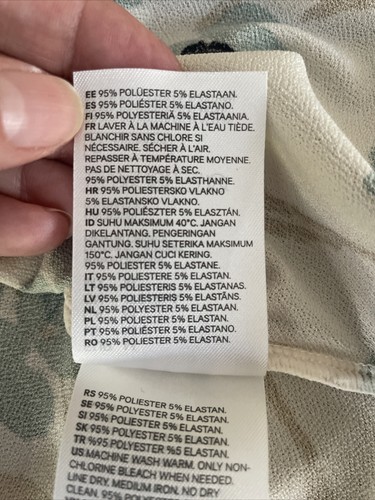 EE 95% POLÜESTER 5% ELASTAAN.
ES 95% POLIÉSTER 5% ELASTANO.
FI 95% POLYESTERIÄ 5% ELASTAANIA.
FR LAVER À LA MACHINE À L'EAU TIÈDE.
BLANCHIR SANS CHLORE SI
NÉCESSAIRE. SÉCHER À L'AIR.
REPASSER À TEMPÉRATURE MOYENNE.
PAS DE NETTOYAGE À SEC.
95% POLYESTER 5% ELASTHANNE.
HR 95% POLIESTERSKO VLAKNO
5% ELASTANSKO VLAKNO.
HU 95% POLIÉSZTER 5% ELASZTÁN.
ID SUHU MAKSIMUM 40°C. JANGAN
DIKELANTANG. PENGERINGAN
GANTUNG. SUHU SETERIKA MAKSIMUM
150°C. JANGAN CUCI KERING.
95% POLIESTER 5% ELASTANE.
IT 95% POLIESTERE 5% ELASTAN.
LT 95% POLIESTERIS 5% ELASTANAS.
LV 95% POLIESTERIS 5% ELASTĀNS.
NL 95% POLYESTER 5% ELASTAAN.
PL 95% POLIESTER 5% ELASTAN.
PT 95% POLIÉSTER 5% ELASTANO.
RO 95% POLIESTER 5% ELASTAN.
RS 95% POLIESTER 5% ELASTAN.
SE 95% POLYESTER 5% ELASTAN.
SI 95% POLIESTER 5% ELASTAN.
SK 95% POLYESTER 5% ELASTAN.
TR %95 POLYESTER %5 ELASTAN.
US MACHINE WASH WARM. ONLY NON-
CHLORINE BLEACH WHEN NEEDED.
LINE DRY. MEDIUM IRON. NO DRY
CLEAN. 95% POLYESTER 5%